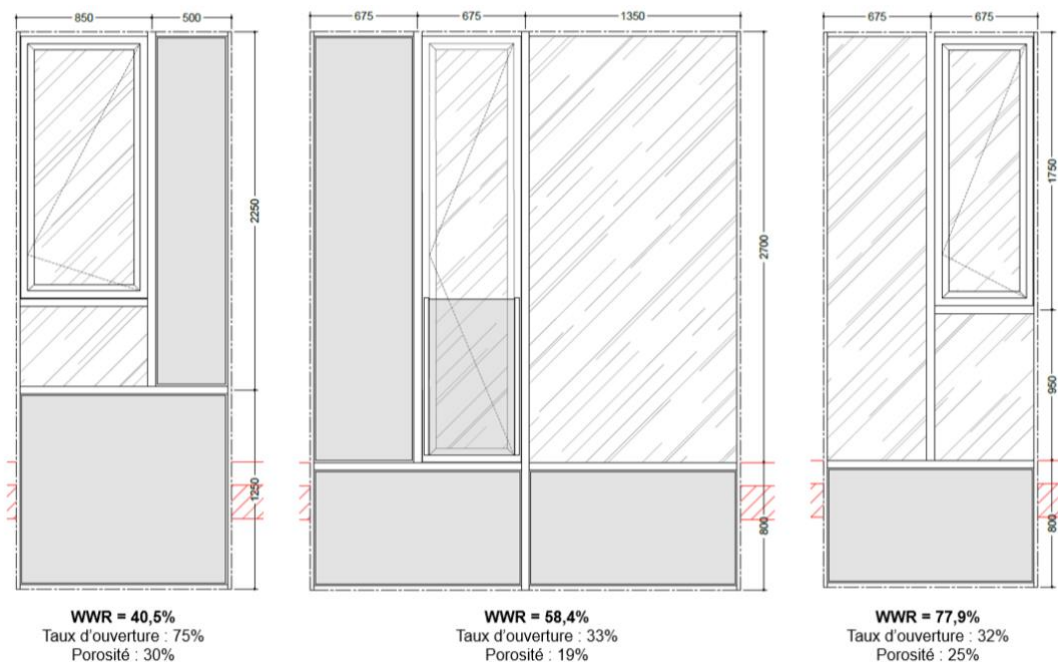 850 500
675 675 1350
675 675
2250
1250
2700
800
1750
950
800
WWR = 40,5%
Taux d'ouverture : 75%
Porosité : 30%
WWR = 58,4%
Taux d'ouverture : 33%
Porosité : 19%
WWR = 77,9%
Taux d'ouverture : 32%
Porosité : 25%